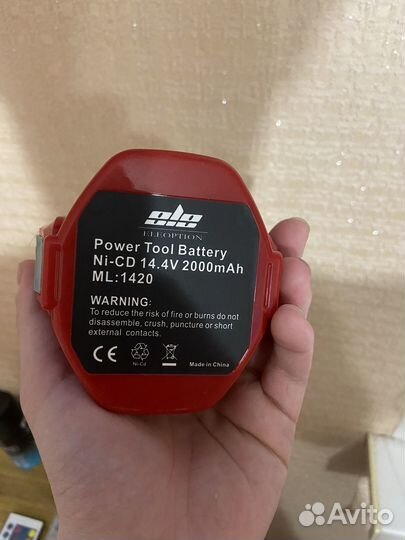 ele
ELEOPTION
Power Tool Battery
Ni-CD 14.4V 2000mAh
ML:1420
WARNING:
To reduce the risk of fire or burns do not
disassemble, crush, puncture or short
external contacts.
CE
Ni-Cd
Made in China
Avito